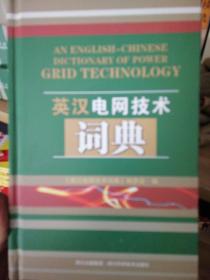 AN ENGLISH-CHINESE
DICTIONARY OF POWER
GRID TECHNOLOGY
英汉电网技术
词典